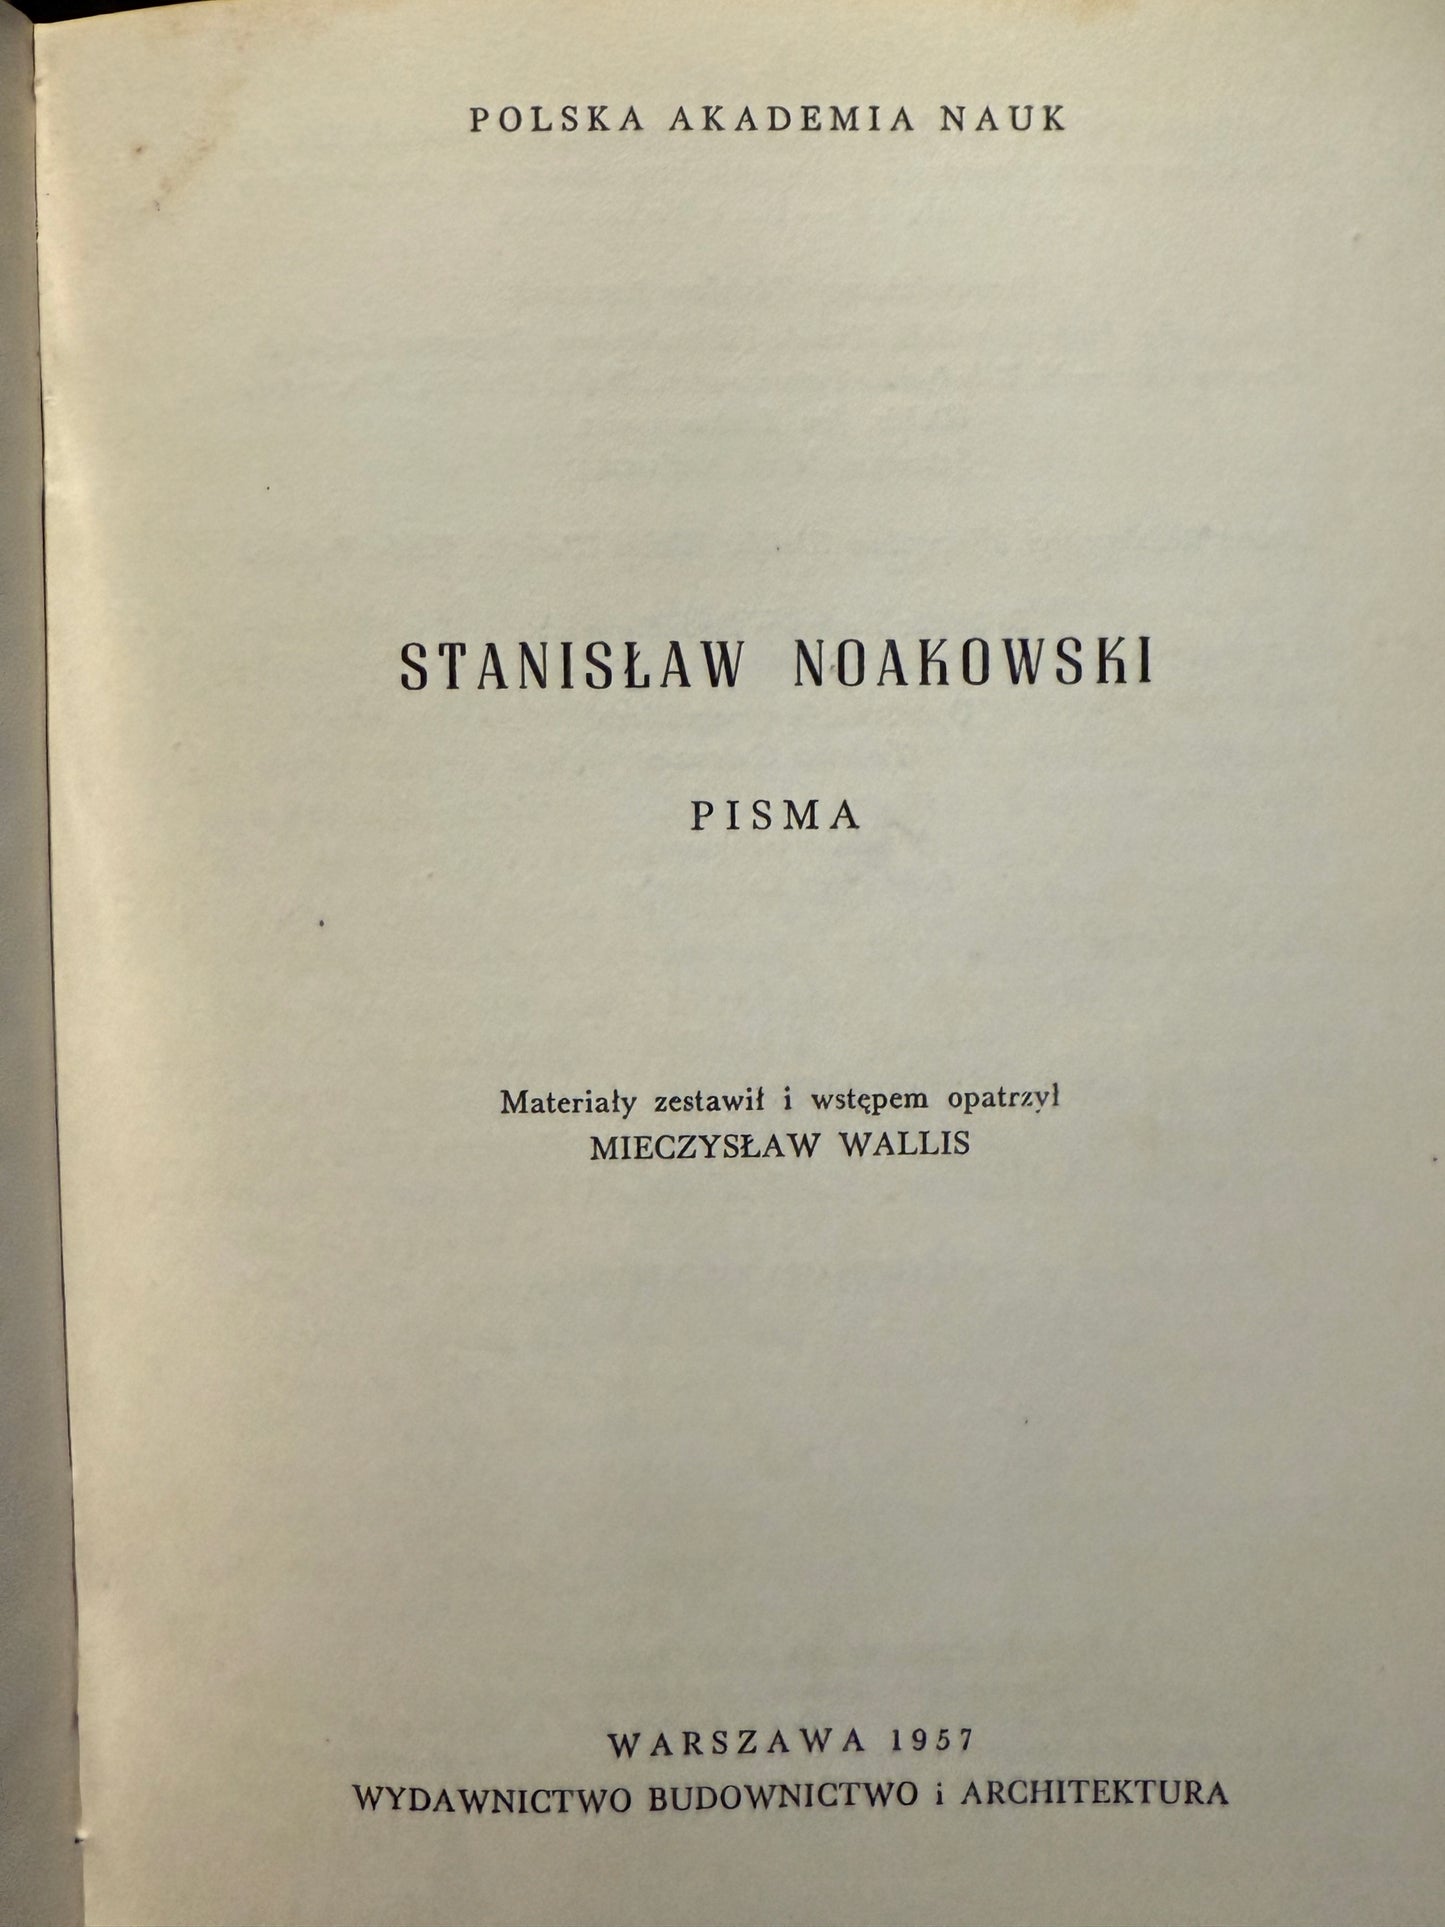 POLSKA AKADEMIA NAUK
STANISŁAW NOAKOWSKI
PISMA
Materiały zestawił i wstępem opatrzył
MIECZYSŁAW WALLIS
WARSZAWA 1957
WYDAWNICTWO BUDOWNICTWO i ARCHITEKTURA